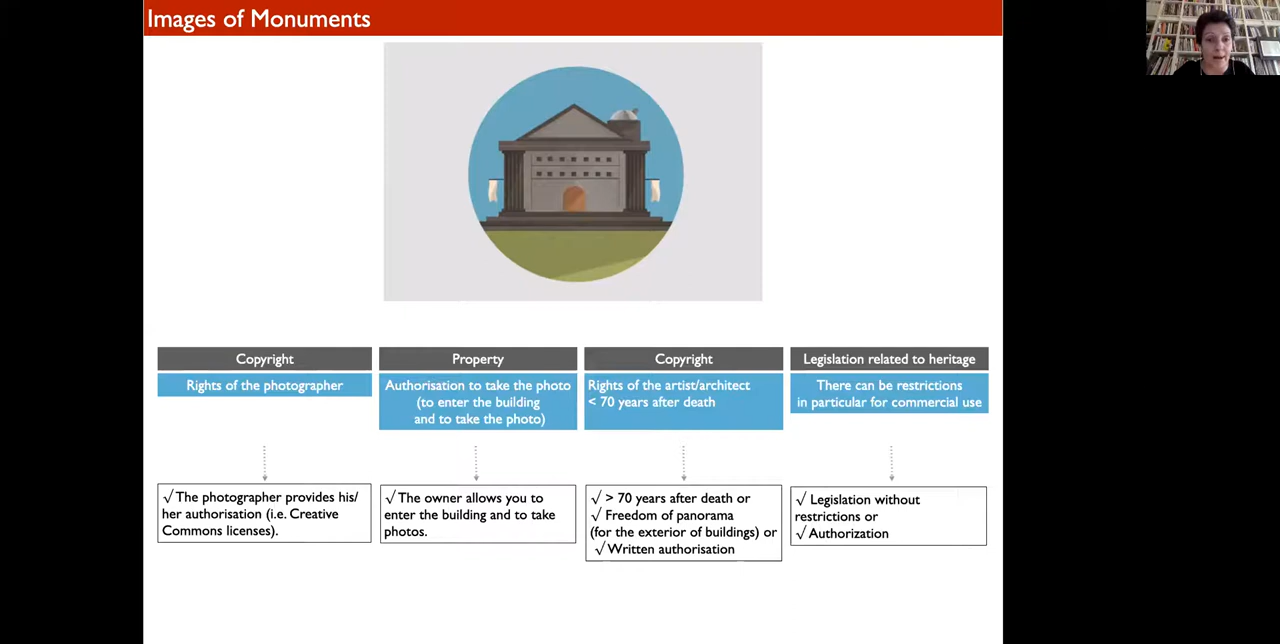 Images of Monuments
Copyright
Rights of the photographer
√ The photographer provides his/
her authorisation (i.e. Creative
Commons licenses).
Property
Authorisation to take the photo
(to enter the building
and to take the photo)
√ The owner allows you to
enter the building and to take
photos.
Copyright
Rights of the artist/architect
< 70 years after death
√ > 70 years after death or
√ Freedom of panorama
(for the exterior of buildings) or
√ Written authorisation
Legislation related to heritage
There can be restrictions
in particular for commercial use
√ Legislation without
restrictions or
√ Authorization